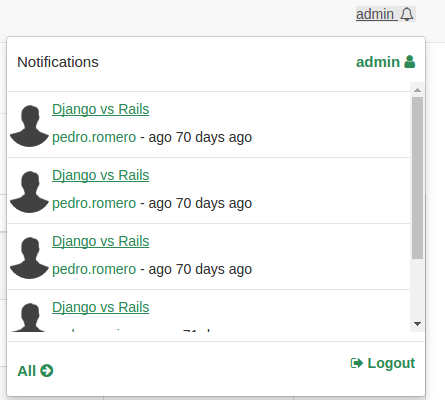 admin
Notifications
admin
Django vs Rails
pedro.romero - ago 70 days ago
Django vs Rails
pedro.romero - ago 70 days ago
Django vs Rails
pedro.romero - ago 70 days ago
Django vs Rails
All
Logout